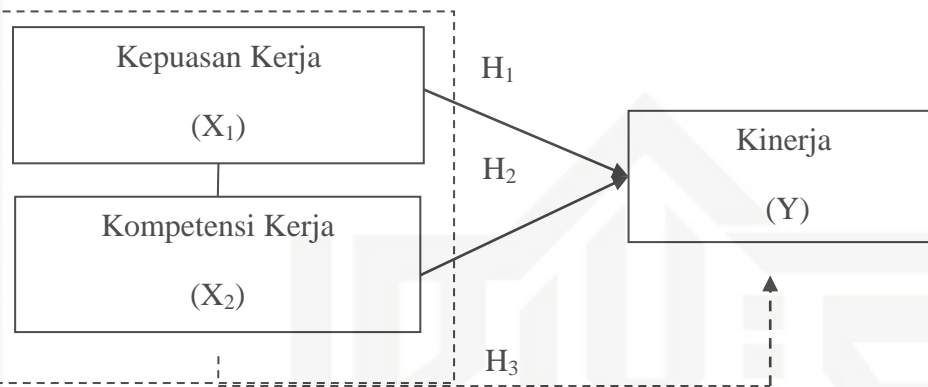 Kepuasan Kerja
(X₁)
H₁
Kompetensi Kerja
(X₂)
H₂
Kinerja
(Y)
H₃